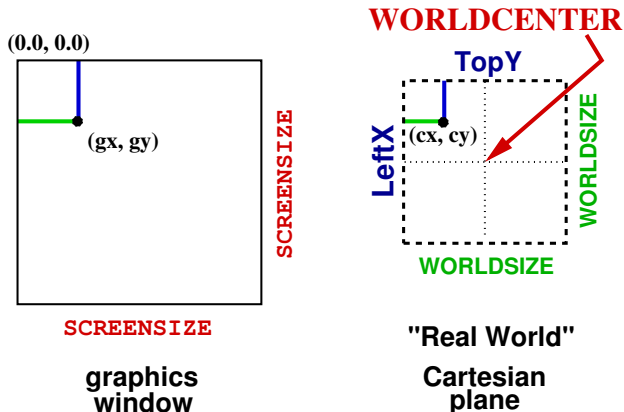 (0.0, 0.0)
(gx, gy)
SCREENSIZE
SCREENSIZE
graphics
window
WORLDCENTER
TopY
(cx, cy)
LeftX
WORLDSIZE
WORLDSIZE
"Real World"
Cartesian
plane